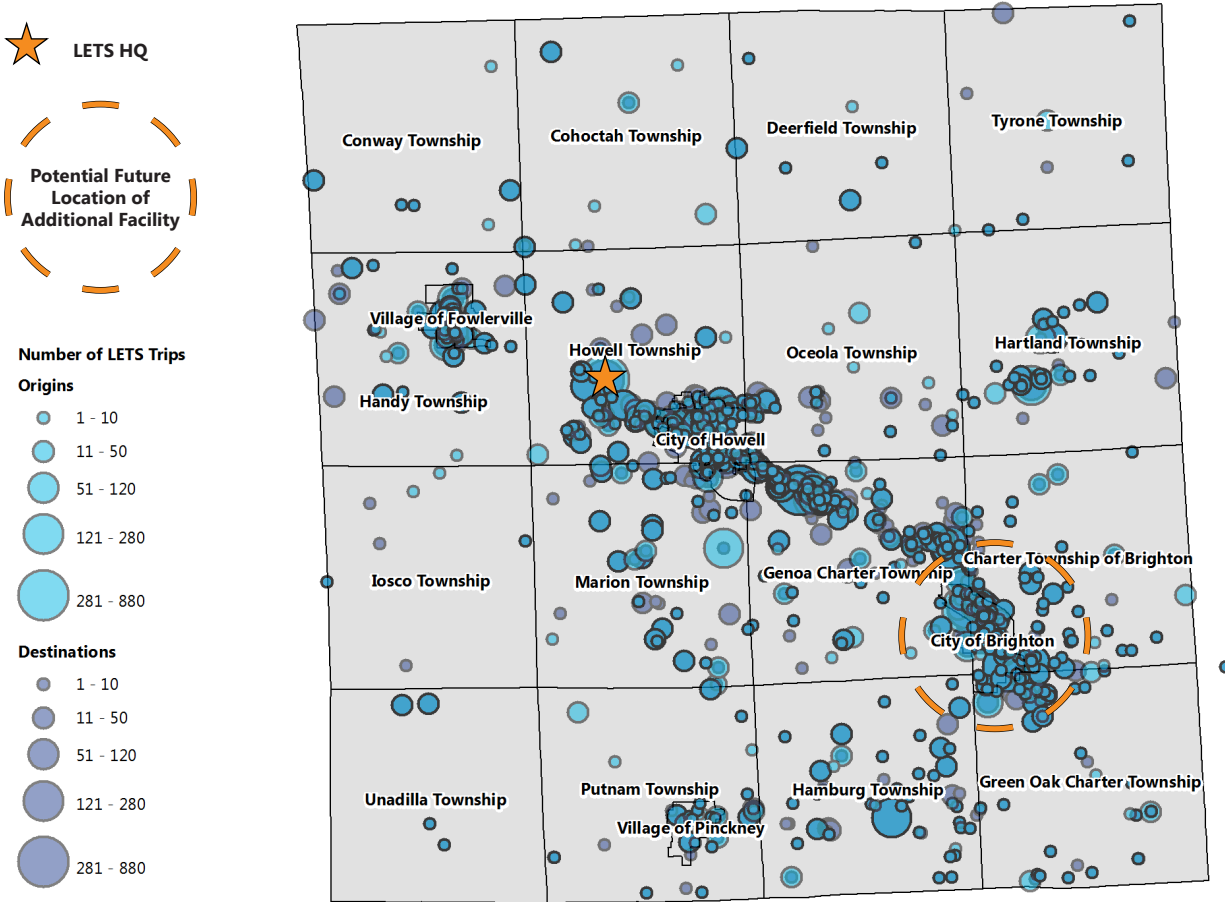 LETS HQ
Potential Future
Location of
Additional Facility
Number of LETS Trips
Origins
1 - 10
11 - 50
51 - 120
121 - 280
281 - 880
Destinations
1 - 10
11 - 50
51 - 120
121 - 280
281 - 880
Conway Township
Cohoctah Township
Deerfield Township
Tyrone Township
Village of Fowlerville
Handy Township
Howell Township
City of Howell
Oceola Township
Hartland Township
Iosco Township
Marion Township
Genoa Charter Township
Charter Township of Brighton
City of Brighton
Unadilla Township
Putnam Township
Village of Pinckney
Hamburg Township
Green Oak Charter Township